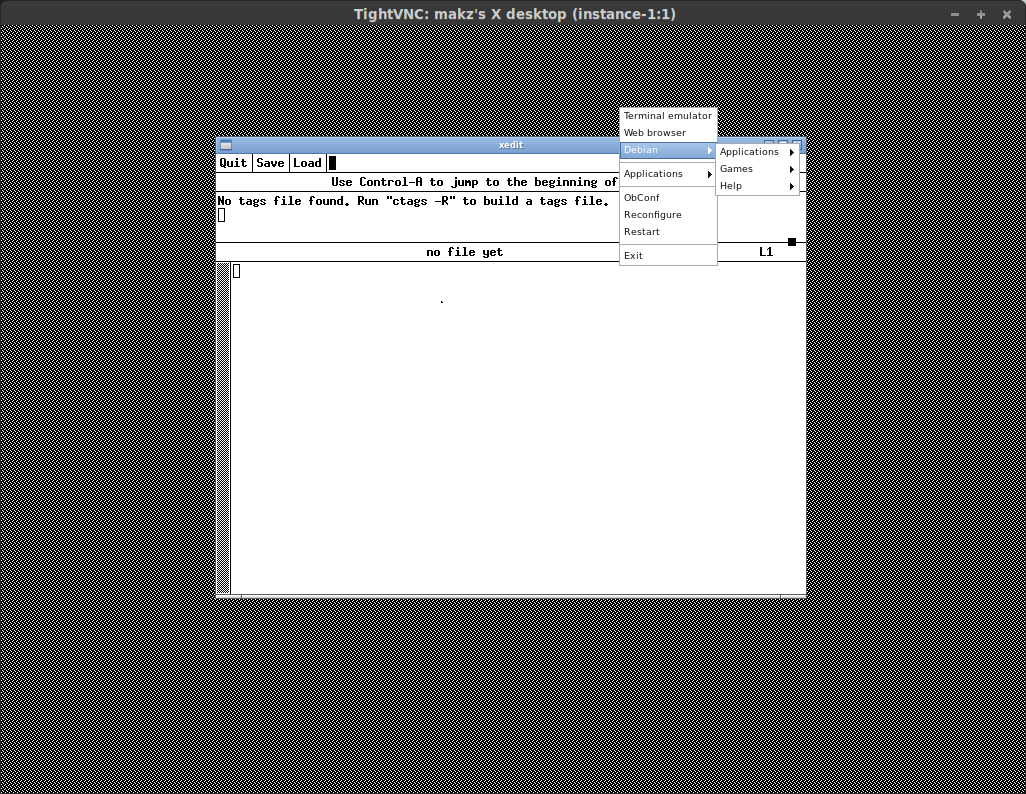 TightVNC: makz's X desktop (instance-1:1)
Terminal emulator
Web browser
Debian
Applications
ObConf
Reconfigure
Restart
Exit
Applications
Games
Help
xedit
Quit Save Load
Use Control-A to jump to the beginning of
No tags file found. Run "ctags -R" to build a tags file.
no file yet L1